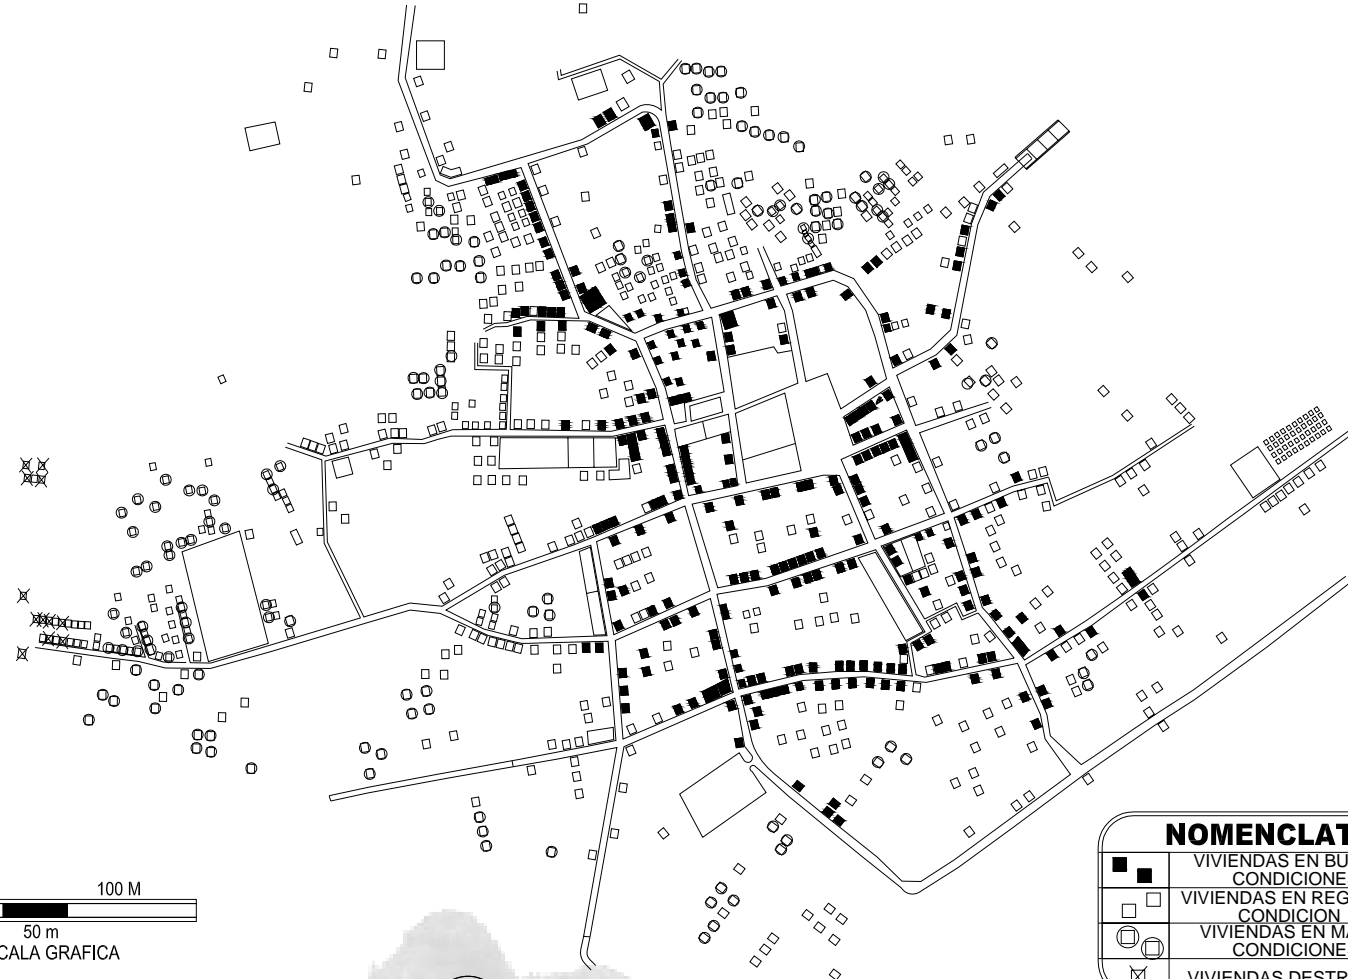 NOMENCLAT
VIVIENDAS EN BU
CONDICIONE
VIVIENDAS EN REG
CONDICION
VIVIENDAS EN MA
CONDICIONE
VIVIENDAS DESTR
100 M
50 m
CALA GRAFICA